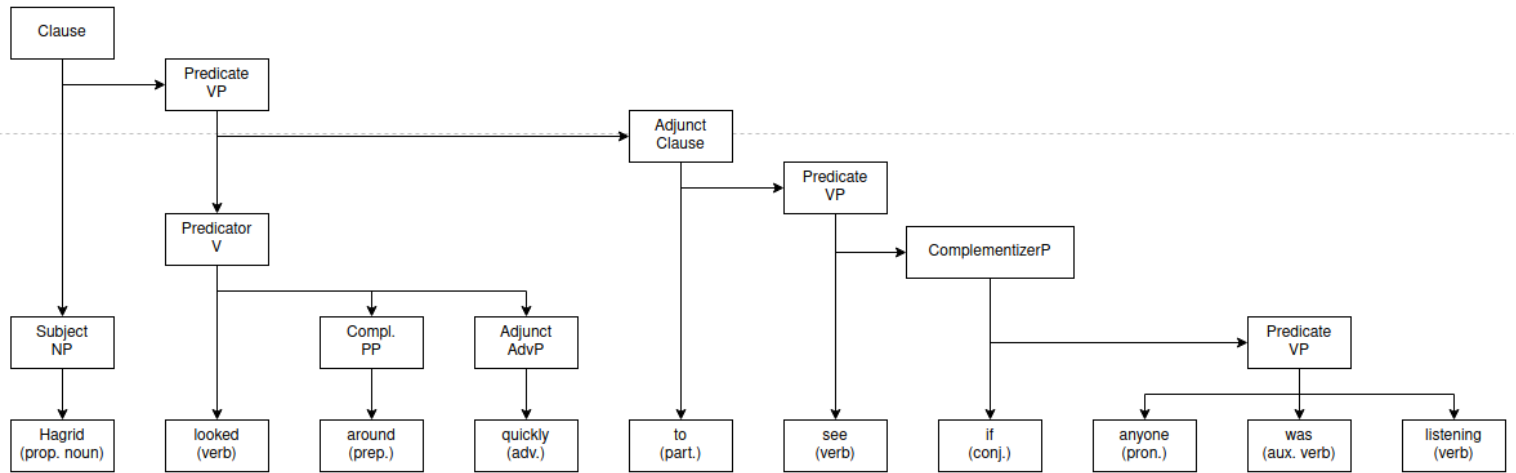 Clause
Predicate
VP
Adjunct
Clause
Predicate
VP
Predicator
V
ComplementizerP
Subject
NP
Compl.
PP
Adjunct
AdvP
Predicate
VP
Hagrid
(prop. noun)
looked
(verb)
around
(prep.)
quickly
(adv.)
to
(part.)
see
(verb)
if
(conj.)
anyone
(pron.)
was
(aux. verb)
listening
(verb)